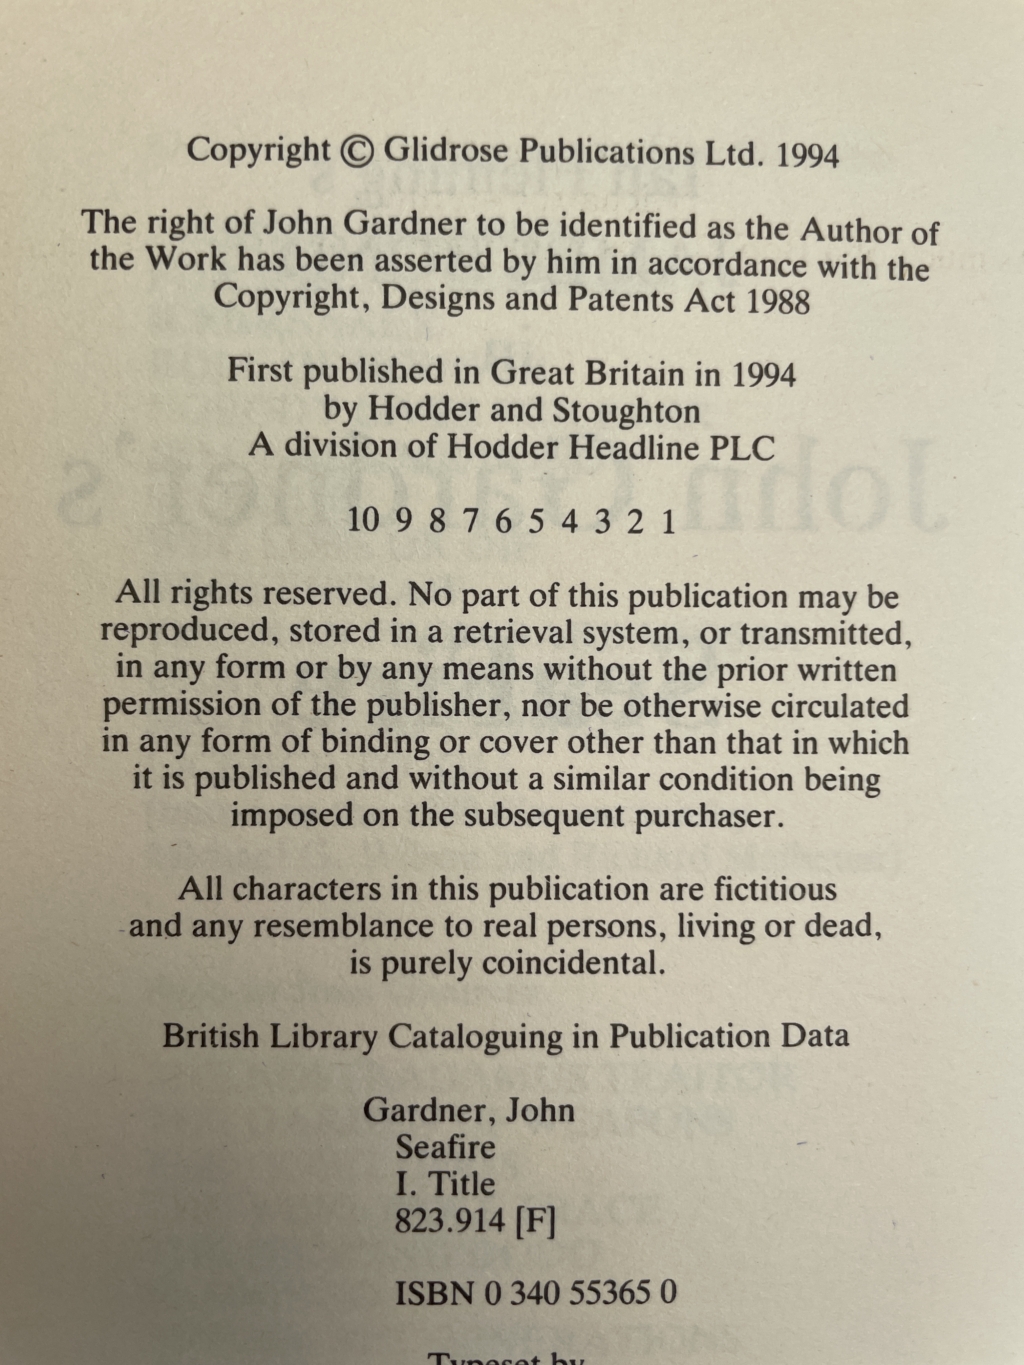 Copyright © Glidrose Publications Ltd. 1994
The right of John Gardner to be identified as the Author of
the Work has been asserted by him in accordance with the
Copyright, Designs and Patents Act 1988
First published in Great Britain in 1994
by Hodder and Stoughton
A division of Hodder Headline PLC
10 9 8 7 6 5 4 3 2 1
All rights reserved. No part of this publication may be
reproduced, stored in a retrieval system, or transmitted,
in any form or by any means without the prior written
permission of the publisher, nor be otherwise circulated
in any form of binding or cover other than that in which
it is published and without a similar condition being
imposed on the subsequent purchaser.
All characters in this publication are fictitious
and any resemblance to real persons, living or dead,
is purely coincidental.
British Library Cataloguing in Publication Data
Gardner, John
Seafire
I. Title
823.914 [F]
ISBN 0 340 55365 0
Typeset by